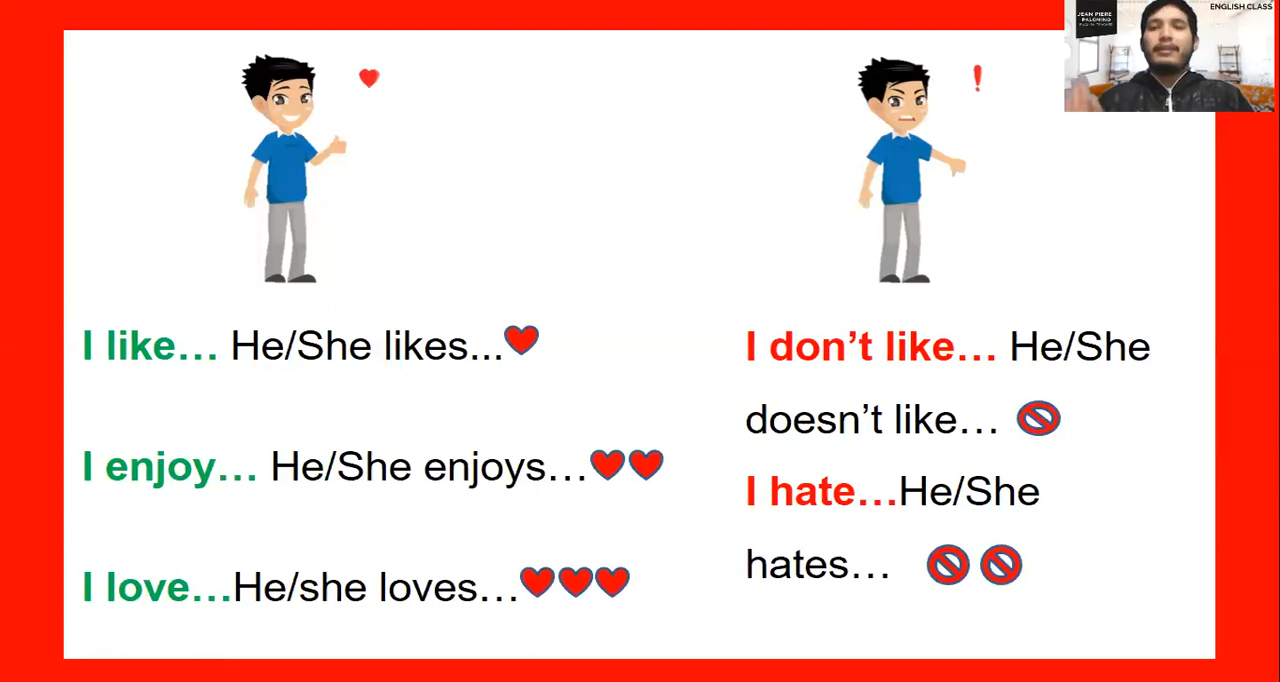 JEAN PIERE
PALOMINO
ENGLISH CLASS
I like… He/She likes...
I enjoy… He/She enjoys…
I love…He/she loves…
I don’t like… He/She
doesn’t like…
I hate…He/She
hates…